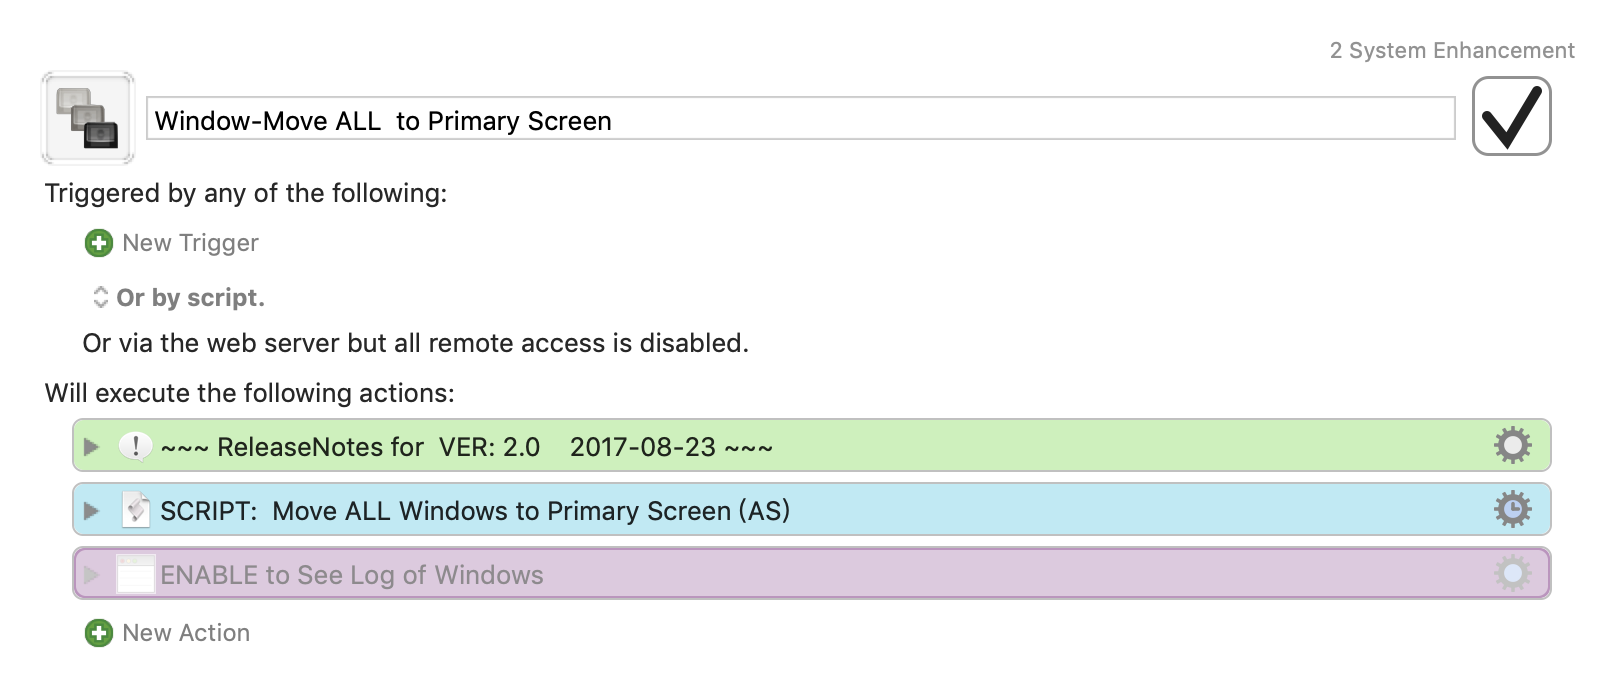 2 System Enhancement
Window-Move ALL  to Primary Screen
Triggered by any of the following:
New Trigger
Or by script.
Or via the web server but all remote access is disabled.
Will execute the following actions:
~~~ ReleaseNotes for  VER: 2.0    2017-08-23 ~~~
SCRIPT:  Move ALL Windows to Primary Screen (AS)
ENABLE to See Log of Windows
New Action